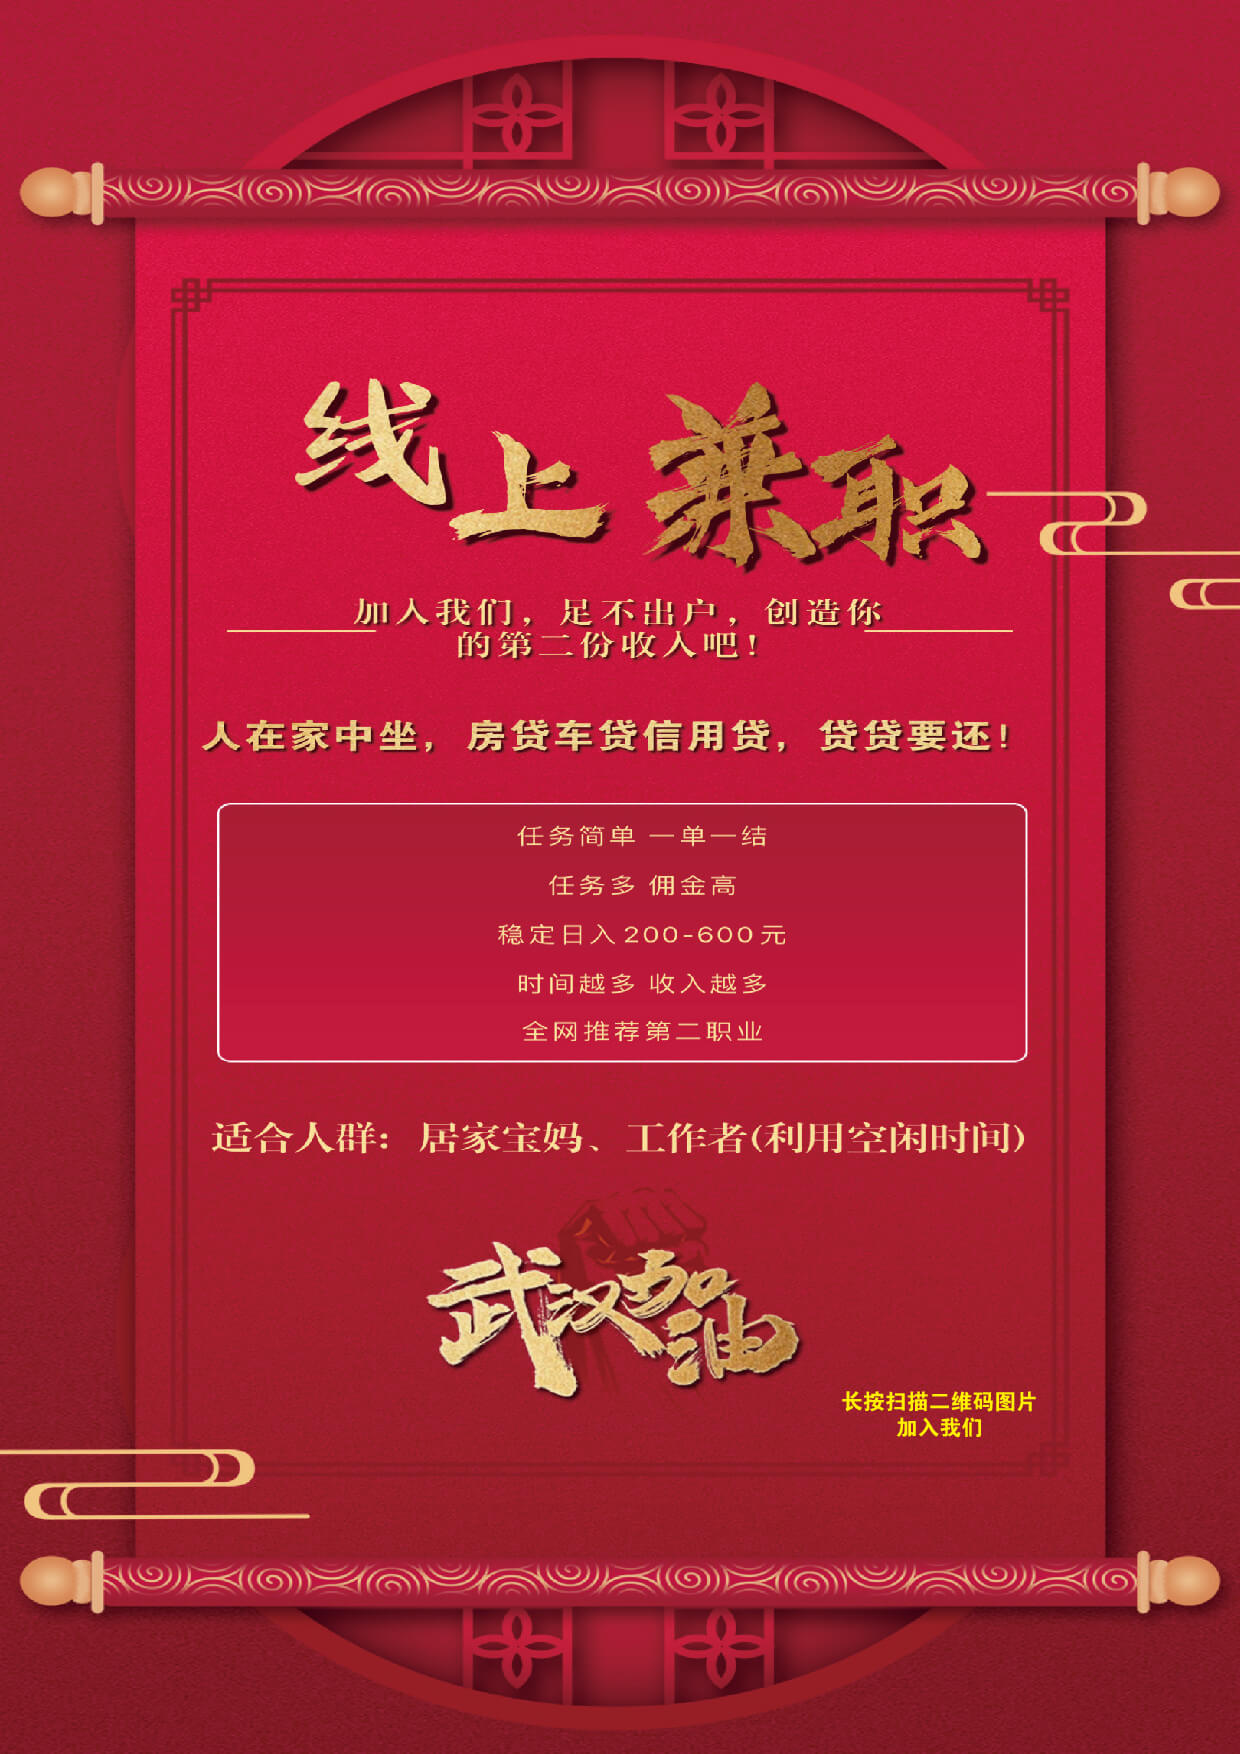 线上 兼职
加入我们，足不出户，创造你
的第二份收入吧！
人在家中坐，房贷车贷信用贷，贷贷要还！
任务简单 一单一结
任务多 佣金高
稳定日入200-600元
时间越多 收入越多
全网推荐第二职业
适合人群：居家宝妈、工作者(利用空闲时间)
武汉加油
长按扫描二维码图片
加入我们